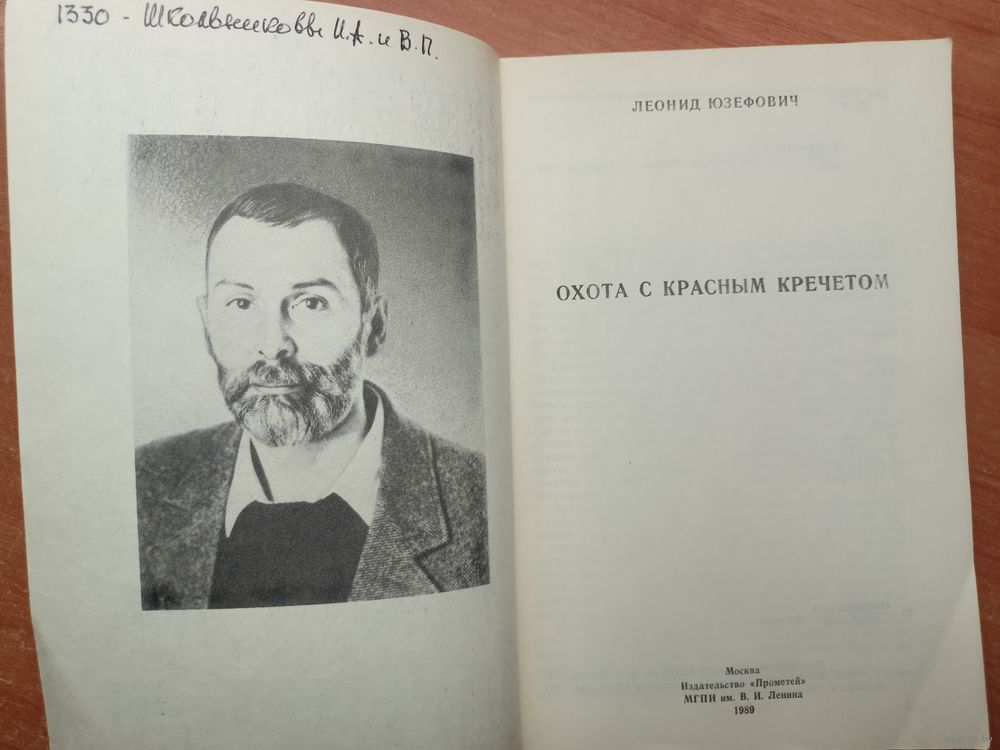 1330 - Школьниковы И.А. и В.П.
ЛЕОНИД ЮЗЕФОВИЧ
ОХОТА С КРАСНЫМ КРЕЧЕТОМ
Москва
Издательство «Прометей»
МГПИ им. В. И. Ленина
1989